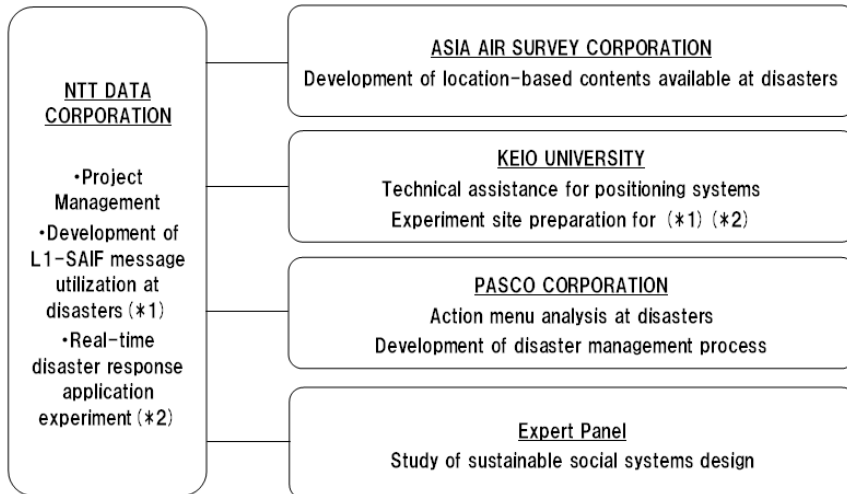 NTT DATA
CORPORATION
・Project
Management
・Development of
L1-SAIF message
utilization at
disasters(*1)
・Real-time
disaster response
application
experiment(*2)
ASIA AIR SURVEY CORPORATION
Development of location-based contents available at disasters
KEIO UNIVERSITY
Technical assistance for positioning systems
Experiment site preparation for (*1) (*2)
PASCO CORPORATION
Action menu analysis at disasters
Development of disaster management process
Expert Panel
Study of sustainable social systems design